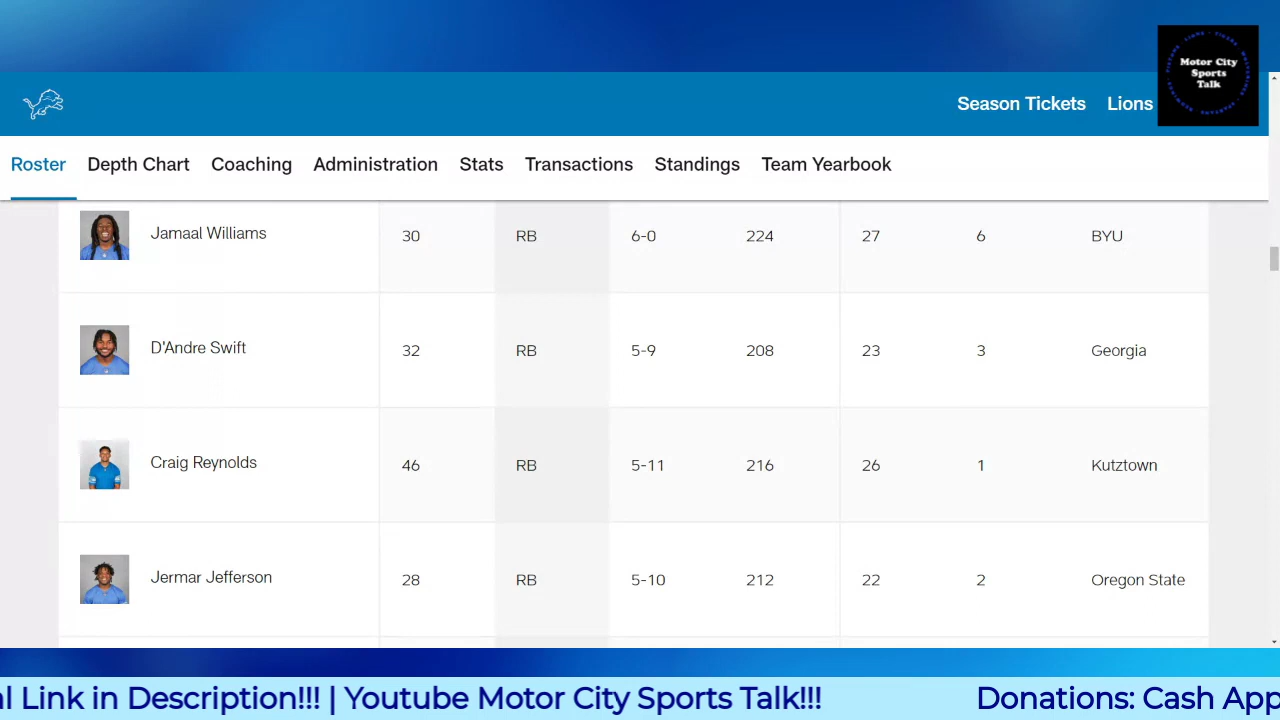 Motor City
Sports
Talk
Season Tickets Lions
Roster Depth Chart Coaching Administration Stats Transactions Standings Team Yearbook
Jamaal Williams 30 RB 6-0 224 27 6 BYU
D'Andre Swift 32 RB 5-9 208 23 3 Georgia
Craig Reynolds 46 RB 5-11 216 26 1 Kutztown
Jermar Jefferson 28 RB 5-10 212 22 2 Oregon State
al Link in Description!!! | Youtube Motor City Sports Talk!!! Donations: Cash App